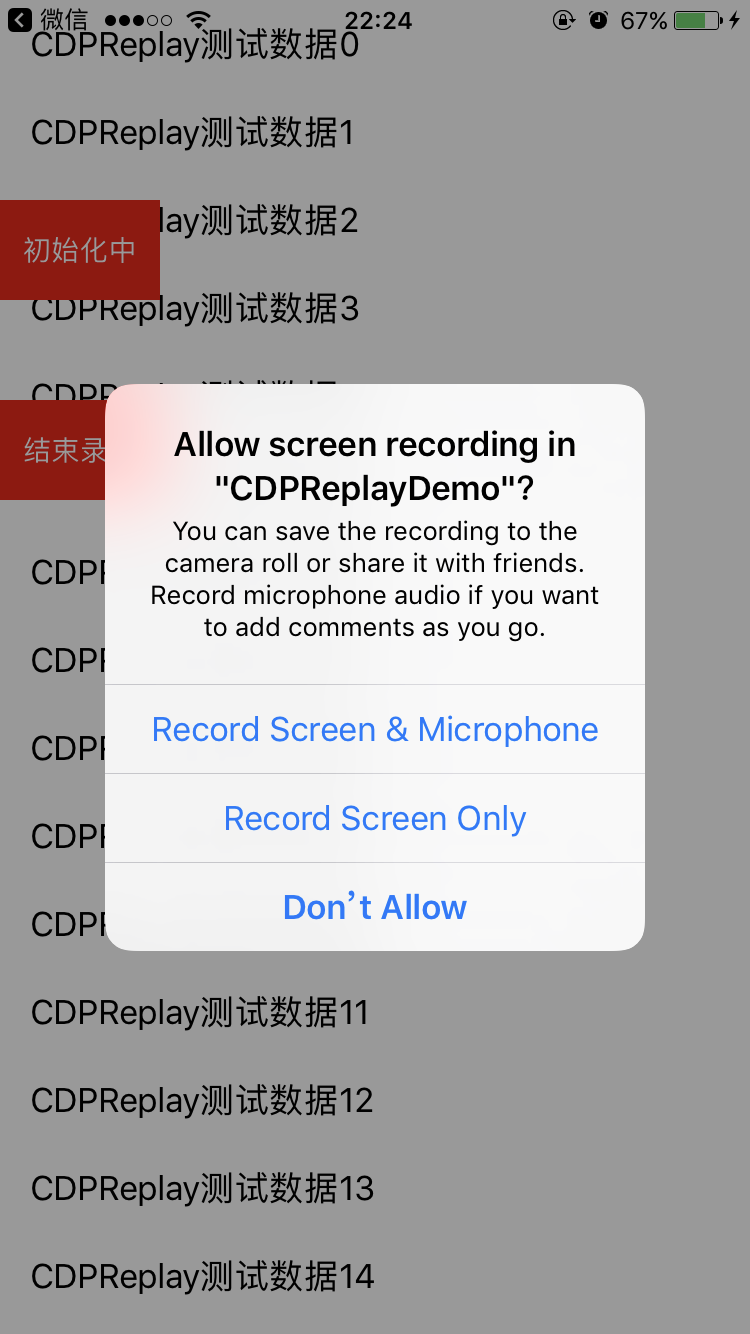 微信 22:24 67%
CDPReplay测试数据0
CDPReplay测试数据1
lay测试数据2
初始化中
CDPReplay测试数据3
结束录
Allow screen recording in
"CDPReplayDemo"?
You can save the recording to the
camera roll or share it with friends.
Record microphone audio if you want
to add comments as you go.
CDP
CDP
Record Screen & Microphone
CDP
Record Screen Only
CDP
Don’t Allow
CDP
CDPReplay测试数据11
CDPReplay测试数据12
CDPReplay测试数据13
CDPReplay测试数据14